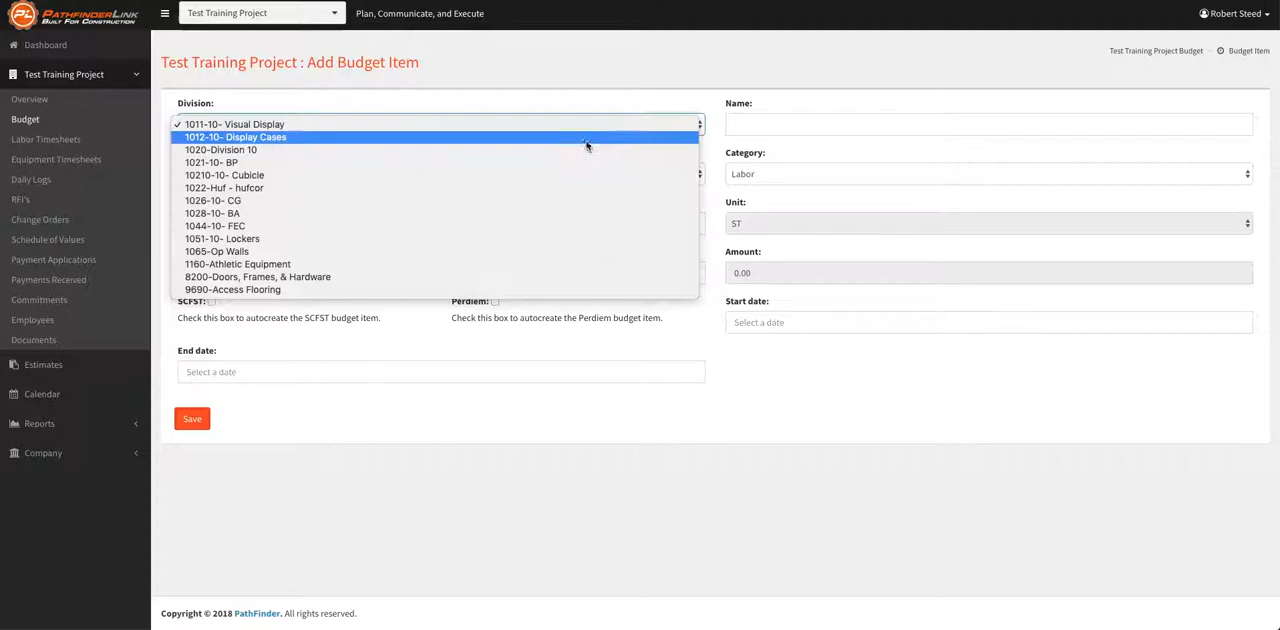 PATHFINDERLINK
BUILT FOR CONSTRUCTION
Test Training Project
Plan, Communicate, and Execute
Robert Steed
Dashboard
Test Training Project
Overview
Budget
Labor Timesheets
Equipment Timesheets
Daily Logs
RFI's
Change Orders
Schedule of Values
Payment Applications
Payments Received
Commitments
Employees
Documents
Estimates
Calendar
Reports
Company
Test Training Project : Add Budget Item
Test Training Project Budget
Budget Item
Division:
✓ 1011-10- Visual Display
1012-10- Display Cases
1020-Division 10
1021-10- BP
10210-10- Cubicle
1022-Huf - hufcor
1026-10- CG
1028-10- BA
1044-10- FEC
1051-10- Lockers
1065-Op Walls
1160-Athletic Equipment
8200-Doors, Frames, & Hardware
9690-Access Flooring
Name:
Category:
Labor
Unit:
ST
Amount:
0.00
SCFST:
Check this box to autocreate the SCFST budget item.
Perdiem:
Check this box to autocreate the Perdiem budget item.
Start date:
Select a date
End date:
Select a date
Save
Copyright © 2018 PathFinder. All rights reserved.